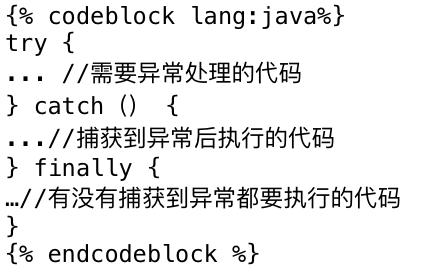 {% codeblock lang:java%}
try {
... //需要异常处理的代码
} catch（） {
...//捕获到异常后执行的代码
} finally {
…//有没有捕获到异常都要执行的代码
}
{% endcodeblock %}